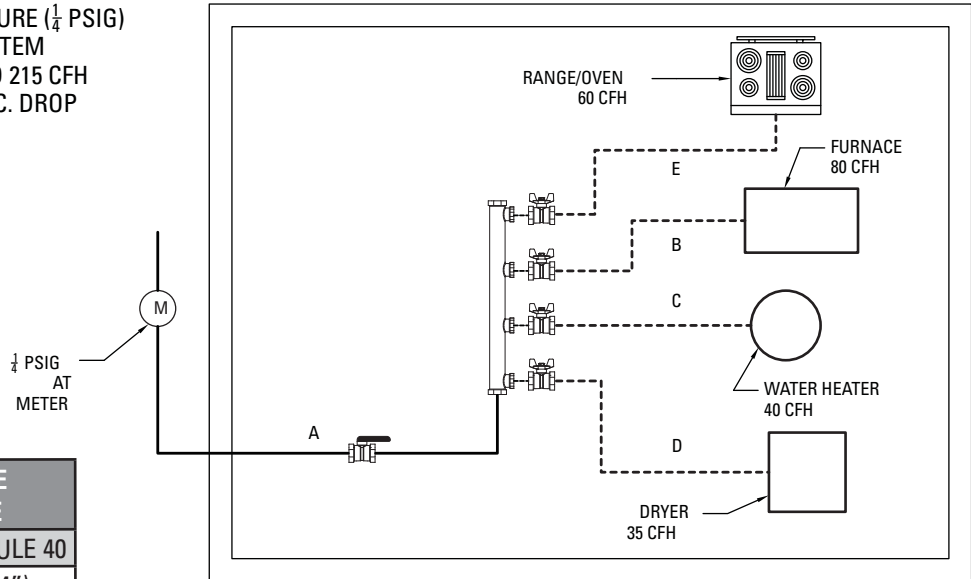 URE (1/4 PSIG)
TEM
215 CFH
C. DROP
RANGE/OVEN
60 CFH
E
FURNACE
80 CFH
B
C
M
1/4 PSIG
AT
METER
WATER HEATER
40 CFH
A
D
DRYER
35 CFH
E
ULE 40